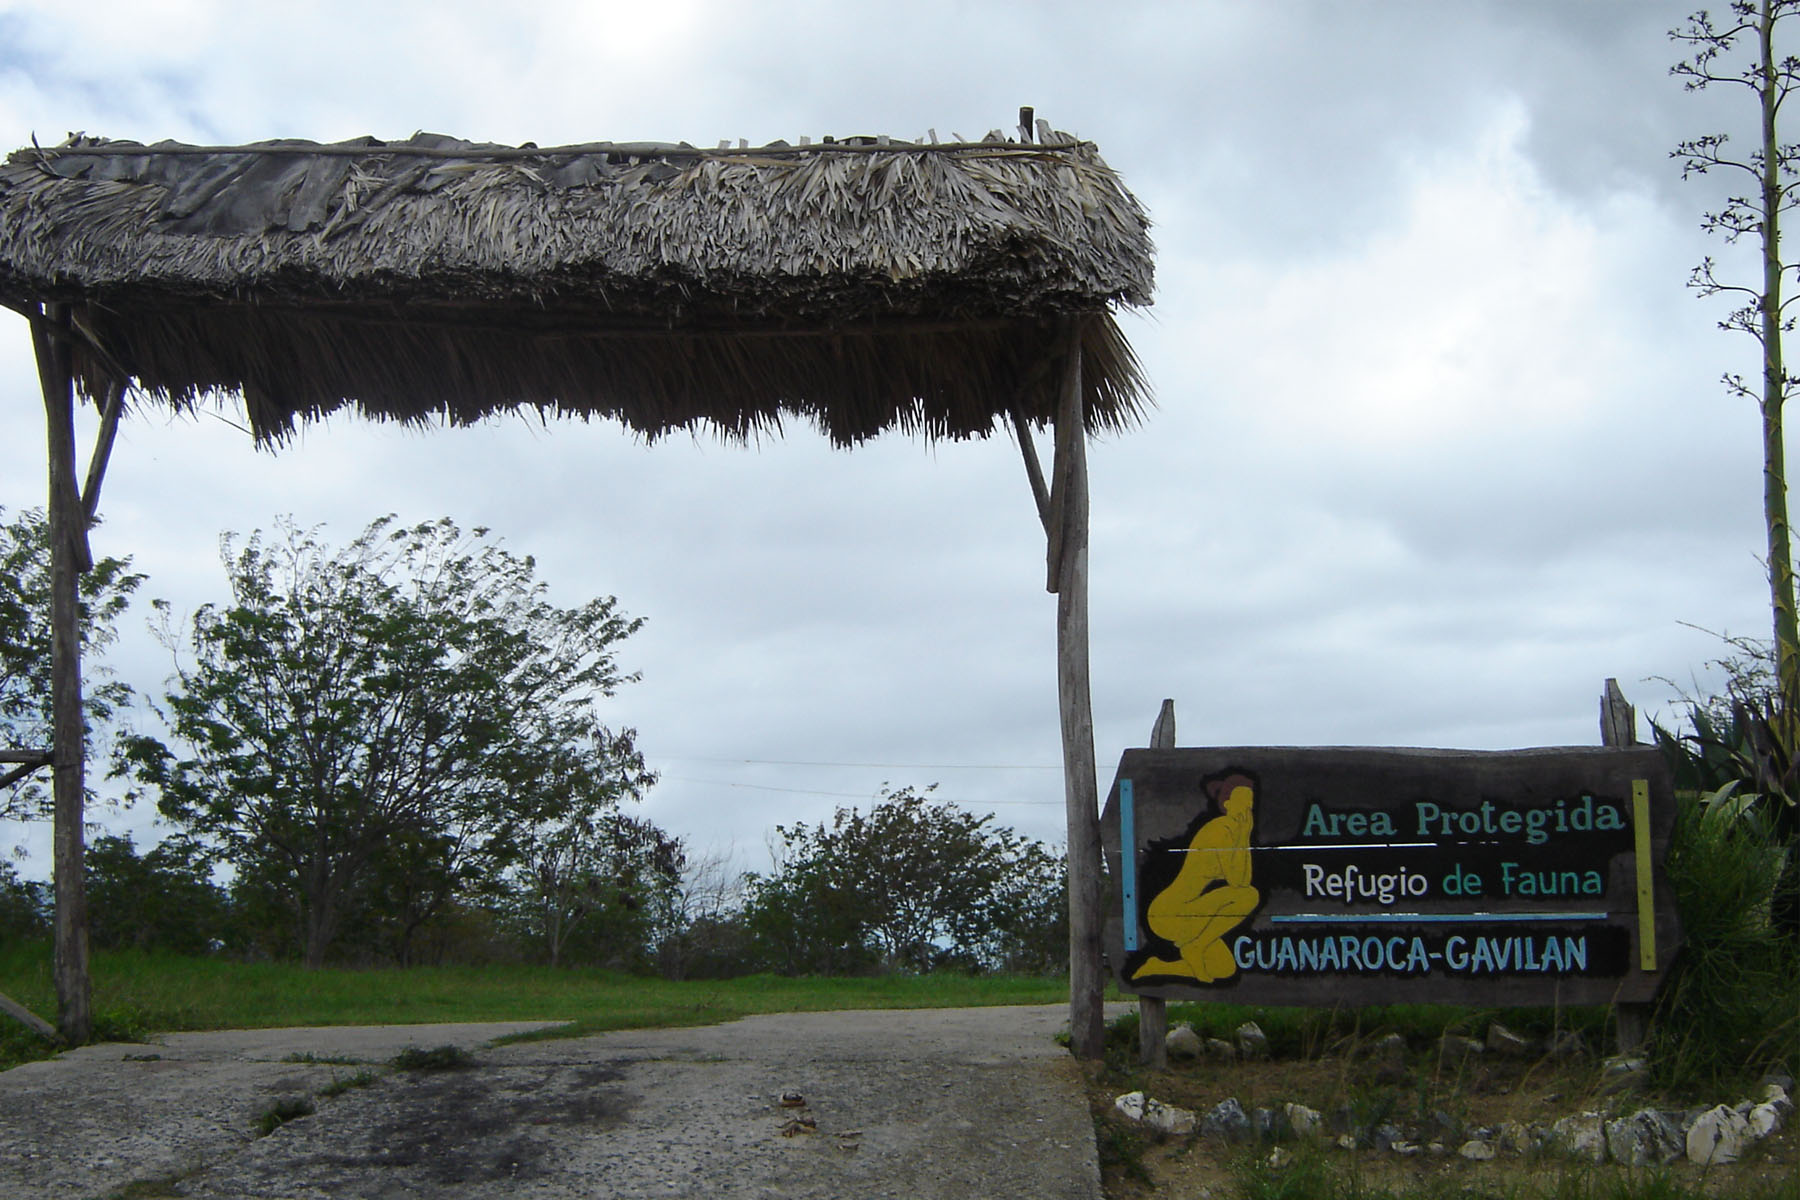 Area Protegida
Refugio de Fauna
GUANAROCA-GAVILAN